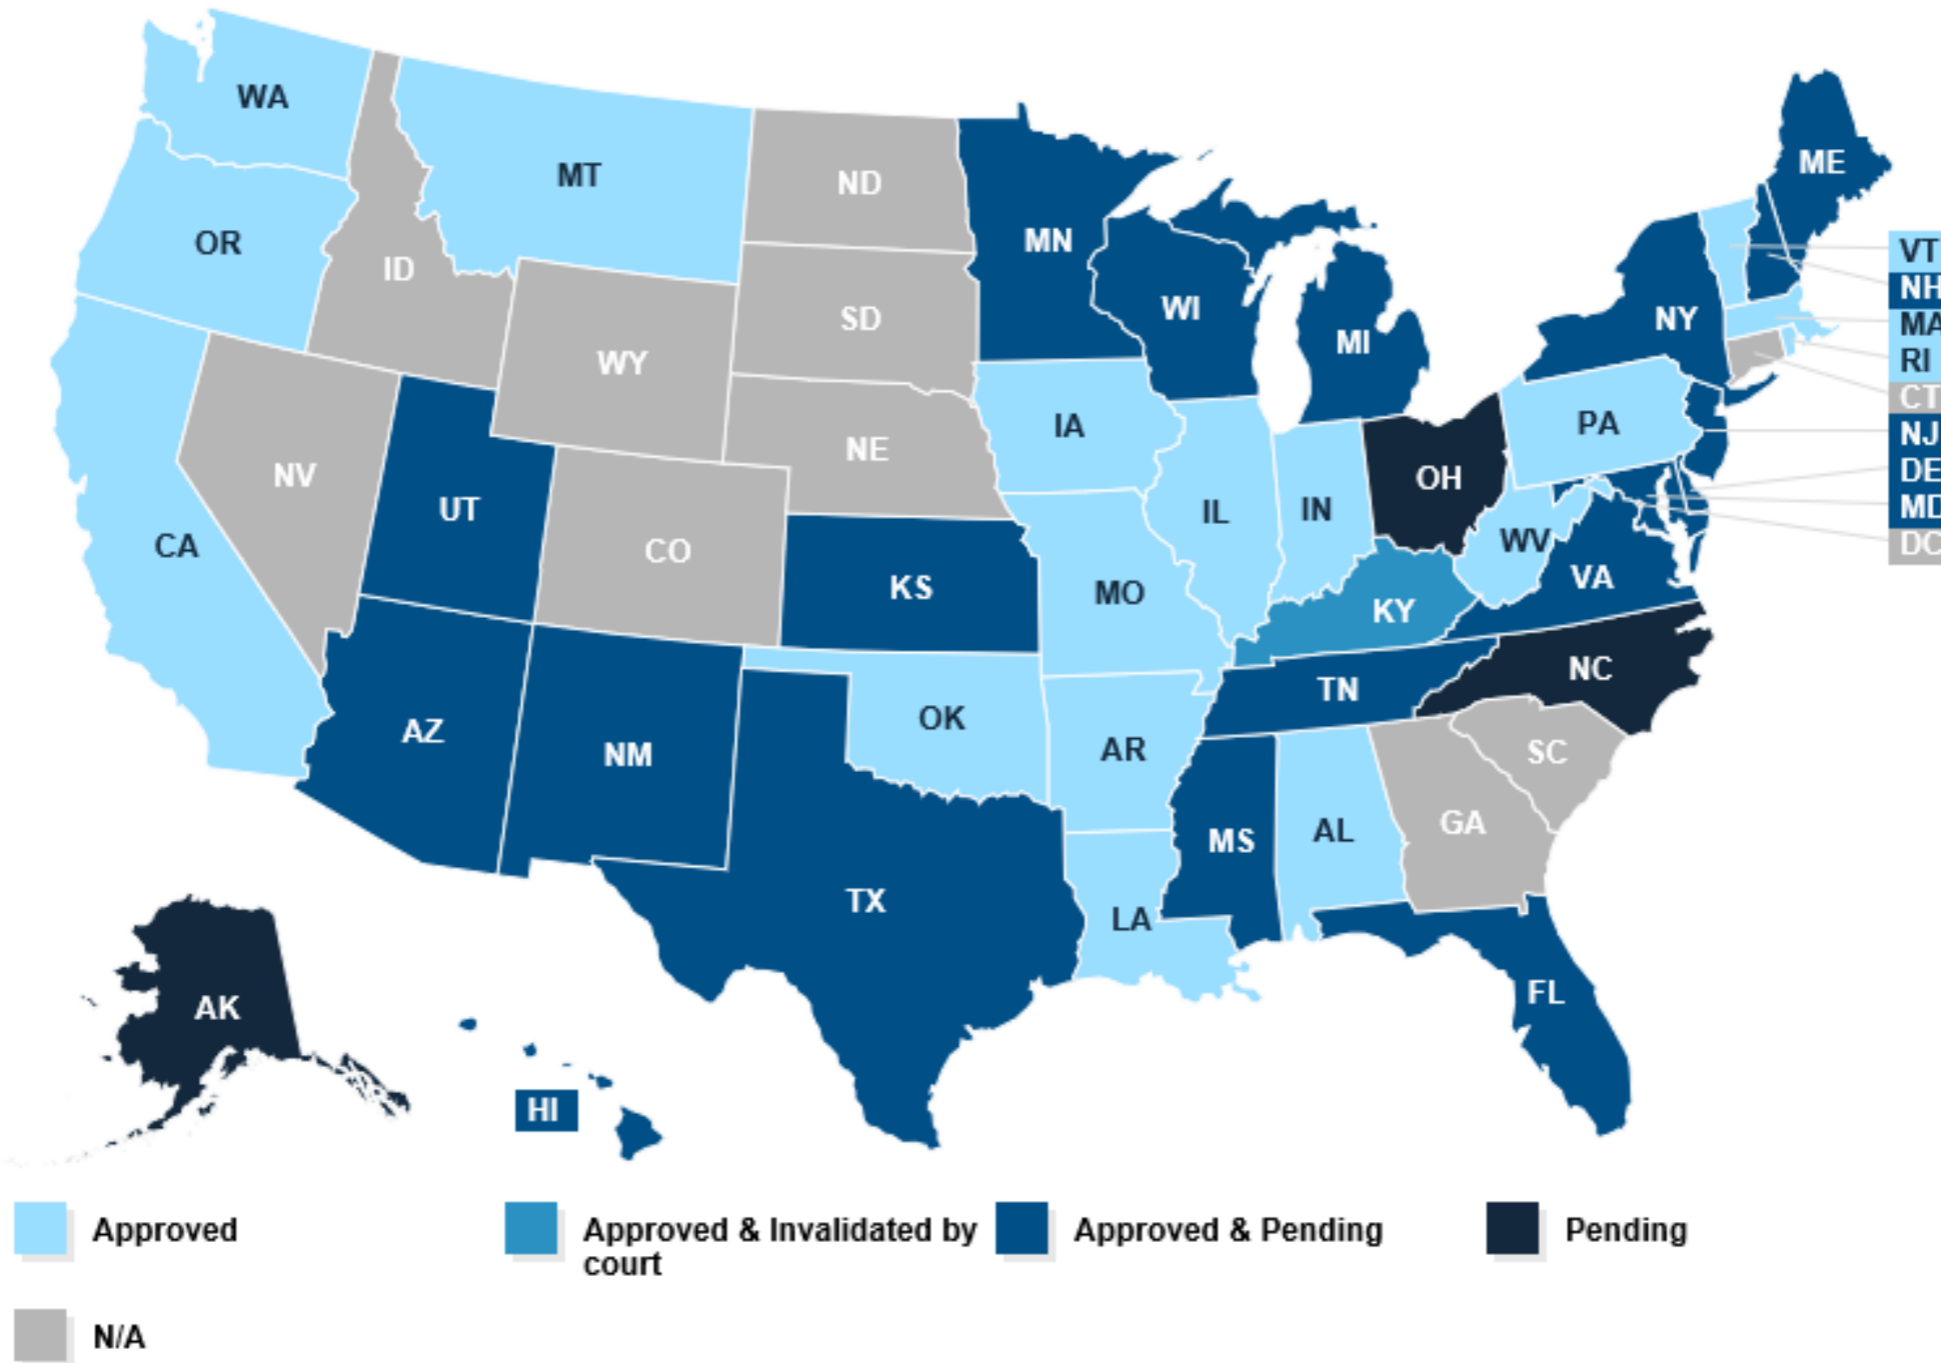 WA
MT
ND
MN
ME
OR
ID
SD
WI
MI
NY
VT
NH
MA
RI
CT
NJ
DE
MD
DC
WY
IA
PA
NE
NV
UT
CO
KS
MO
IL
IN
OH
WV
VA
CA
KY
NC
TN
AZ
NM
OK
AR
SC
MS
AL
GA
TX
LA
FL
AK
HI
Approved
Approved & Invalidated by
court
Approved & Pending
Pending
N/A